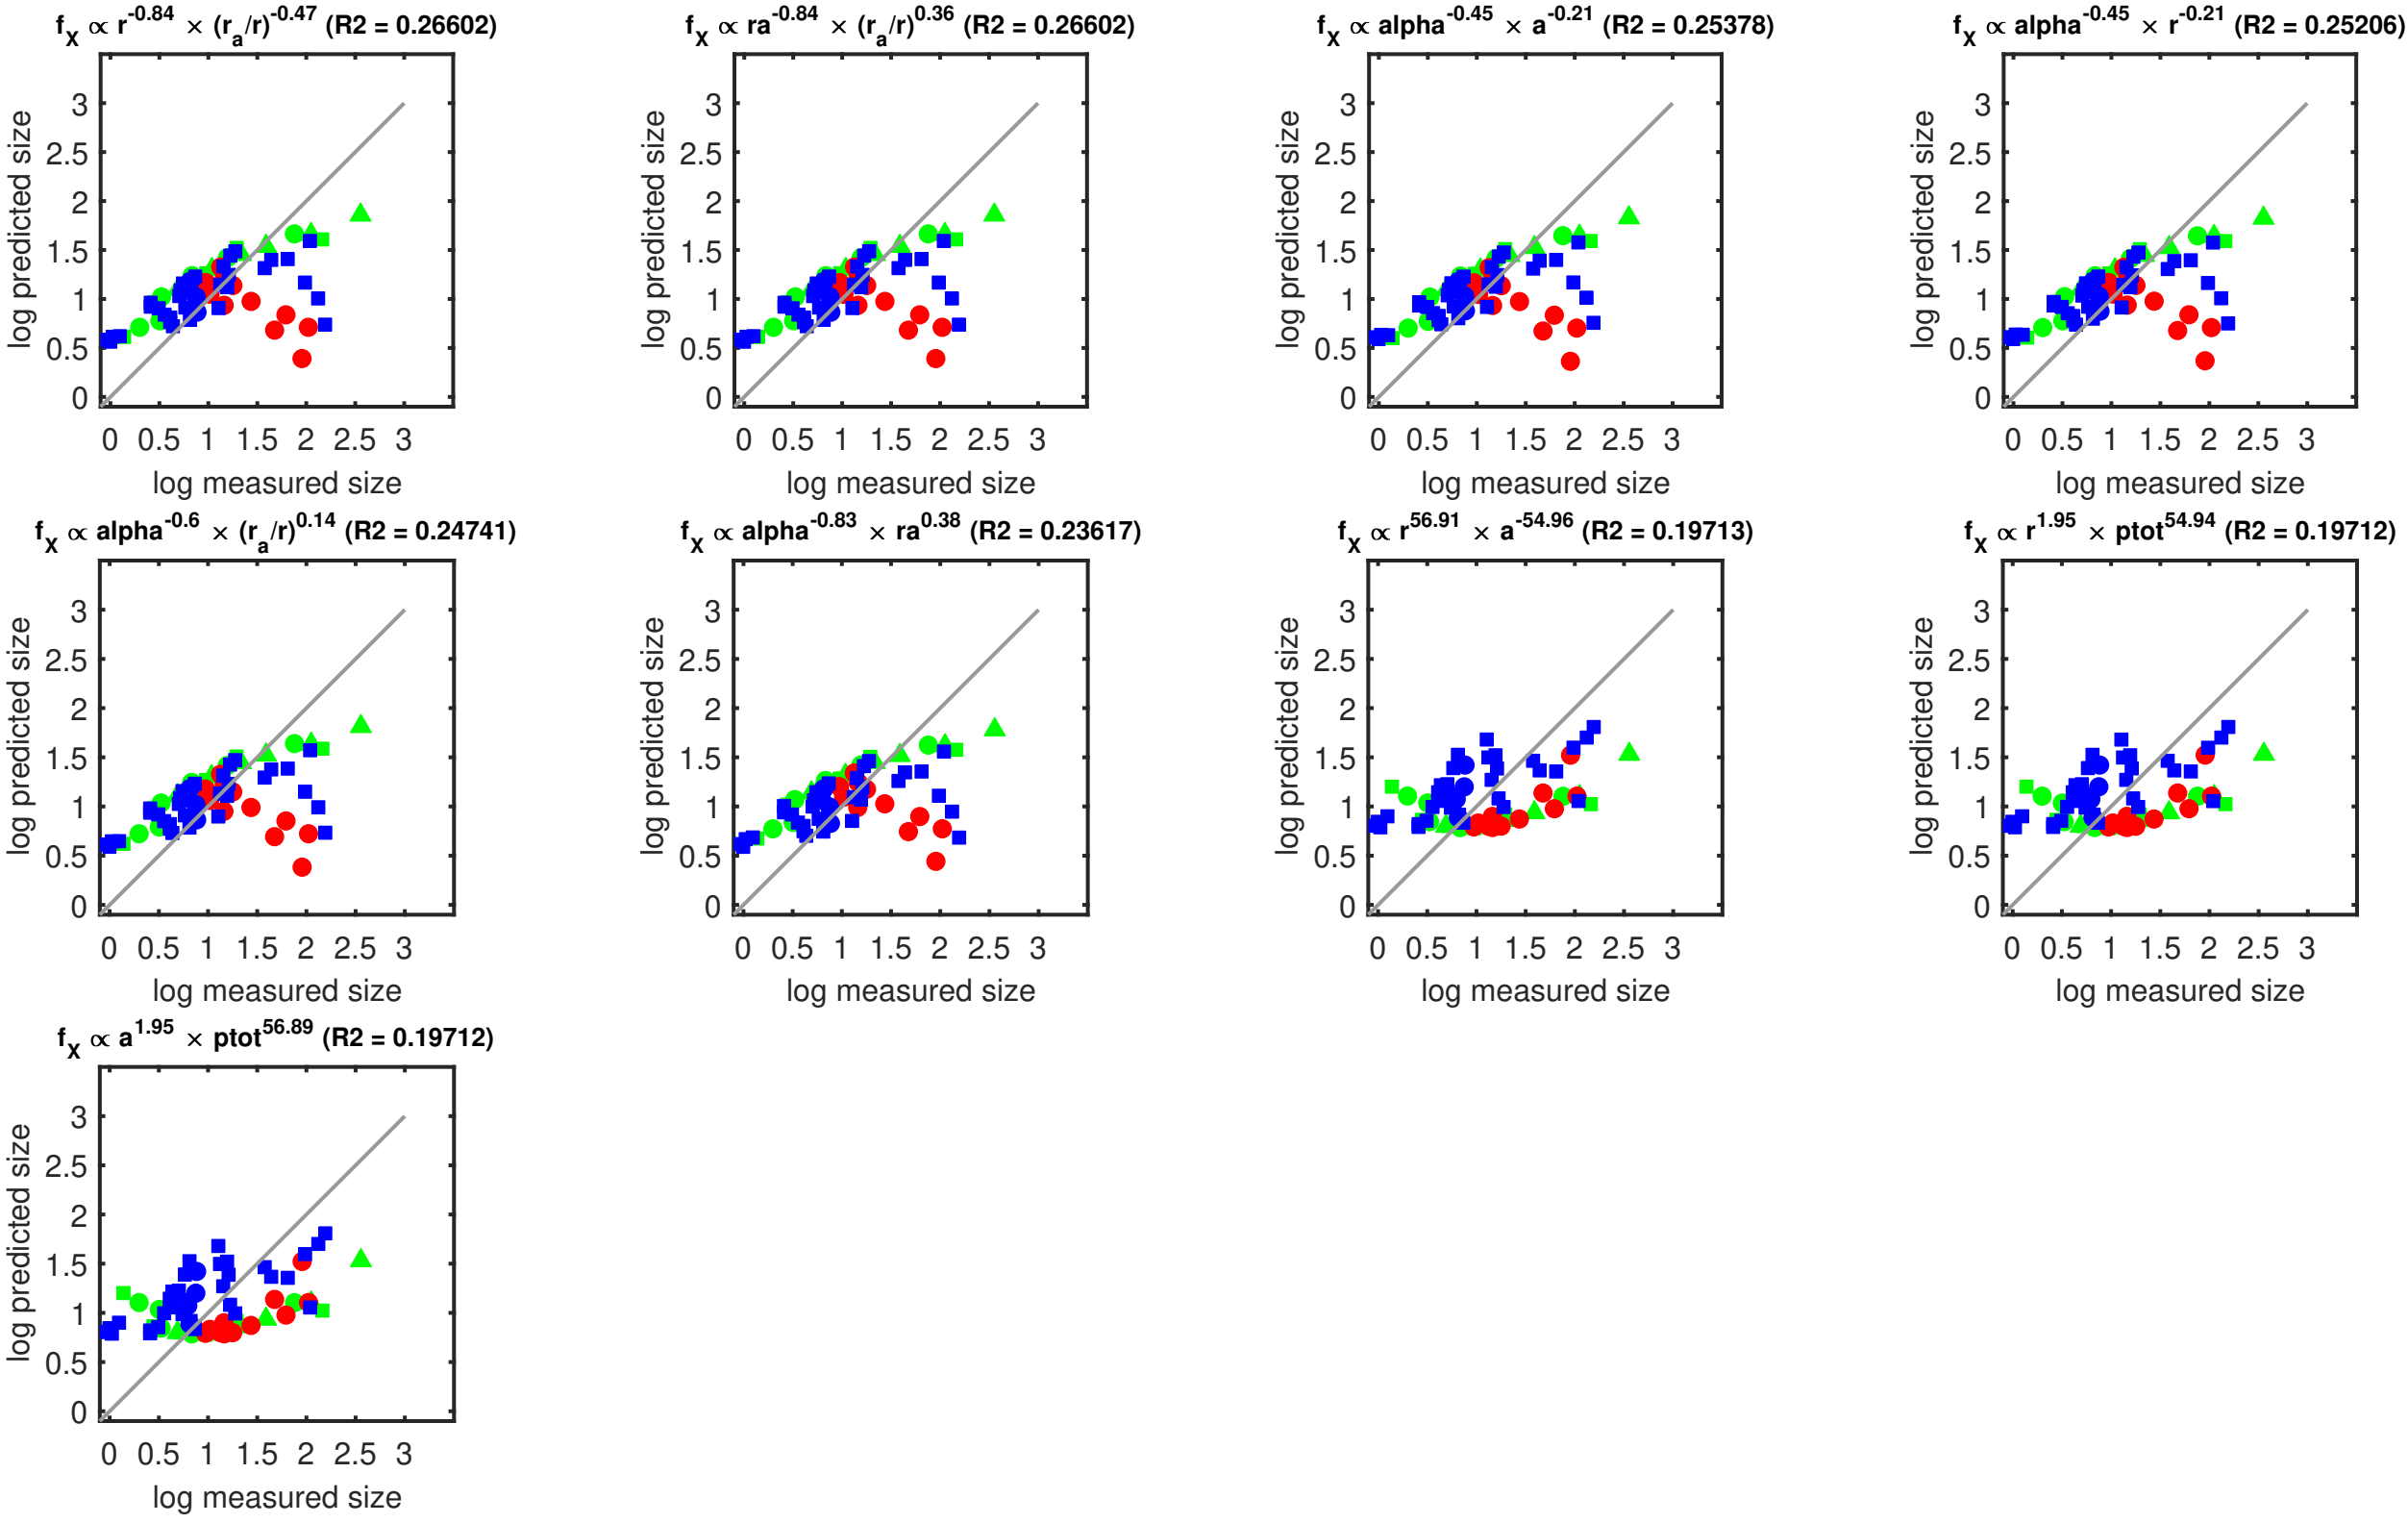 f_X ∝ r^-0.84 × (r_a/r)^-0.47 (R2 = 0.26602)
3
2.5
2
1.5
1
0.5
0
log predicted size
0 0.5 1 1.5 2 2.5 3
log measured size
f_X ∝ ra^-0.84 × (r_a/r)^0.36 (R2 = 0.26602)
3
2.5
2
1.5
1
0.5
0
log predicted size
0 0.5 1 1.5 2 2.5 3
log measured size
f_X ∝ alpha^-0.45 × a^-0.21 (R2 = 0.25378)
3
2.5
2
1.5
1
0.5
0
log predicted size
0 0.5 1 1.5 2 2.5 3
log measured size
f_X ∝ alpha^-0.45 × r^-0.21 (R2 = 0.25206)
3
2.5
2
1.5
1
0.5
0
log predicted size
0 0.5 1 1.5 2 2.5 3
log measured size
f_X ∝ alpha^-0.6 × (r_a/r)^0.14 (R2 = 0.24741)
3
2.5
2
1.5
1
0.5
0
log predicted size
0 0.5 1 1.5 2 2.5 3
log measured size
f_X ∝ alpha^-0.83 × ra^0.38 (R2 = 0.23617)
3
2.5
2
1.5
1
0.5
0
log predicted size
0 0.5 1 1.5 2 2.5 3
log measured size
f_X ∝ r^56.91 × a^-54.96 (R2 = 0.19713)
3
2.5
2
1.5
1
0.5
0
log predicted size
0 0.5 1 1.5 2 2.5 3
log measured size
f_X ∝ r^1.95 × ptot^54.94 (R2 = 0.19712)
3
2.5
2
1.5
1
0.5
0
log predicted size
0 0.5 1 1.5 2 2.5 3
log measured size
f_X ∝ a^1.95 × ptot^56.89 (R2 = 0.19712)
3
2.5
2
1.5
1
0.5
0
log predicted size
0 0.5 1 1.5 2 2.5 3
log measured size